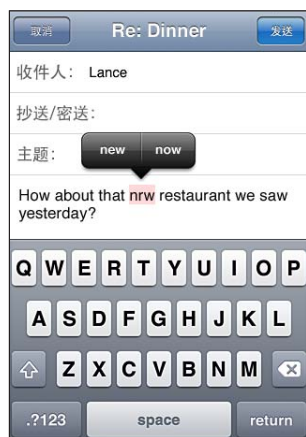 取消 Re: Dinner 发送
收件人： Lance
抄送/密送：
主题：
new now
How about that nrw restaurant we saw
yesterday?
Q W E R T Y U I O P
A S D F G H J K L
Z X C V B N M
.?123 space return